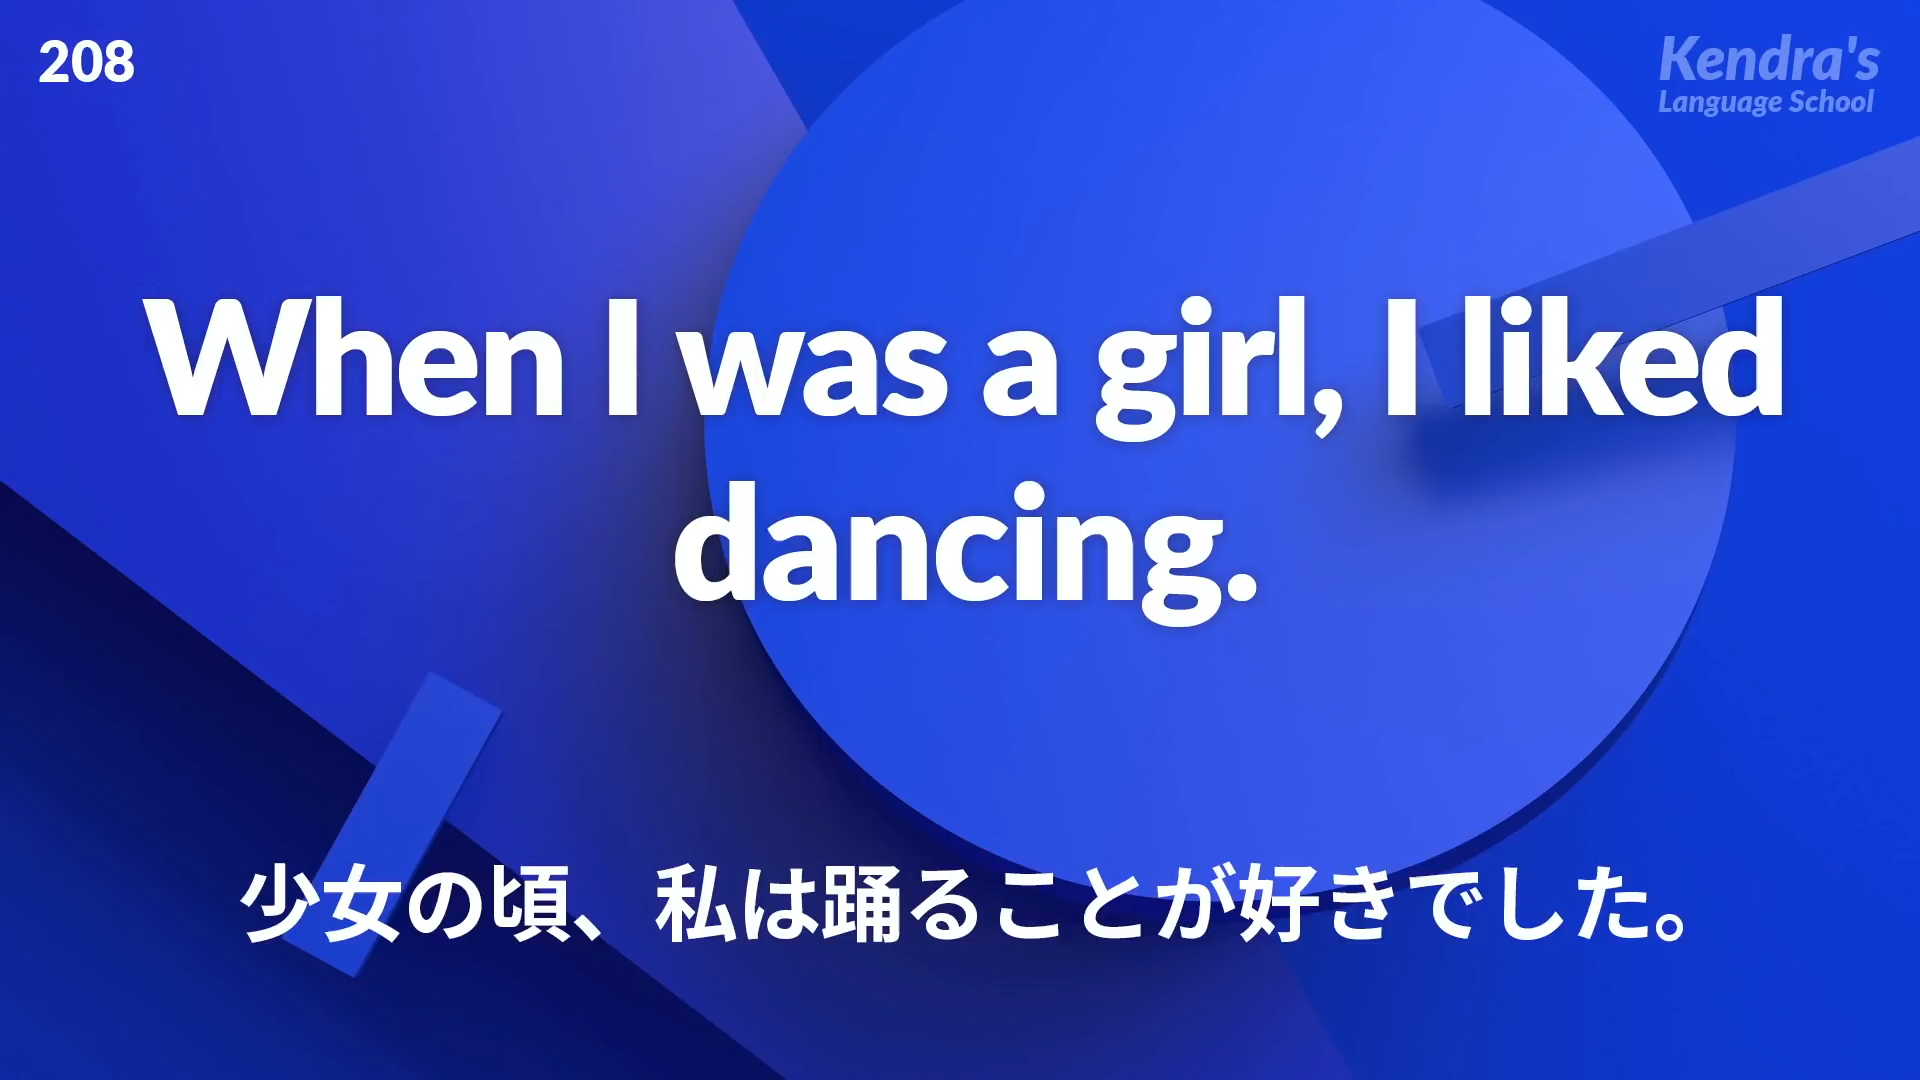 208
Kendra's
Language School
When I was a girl, I liked
dancing.
少女の頃、私は踊ることが好きでした。